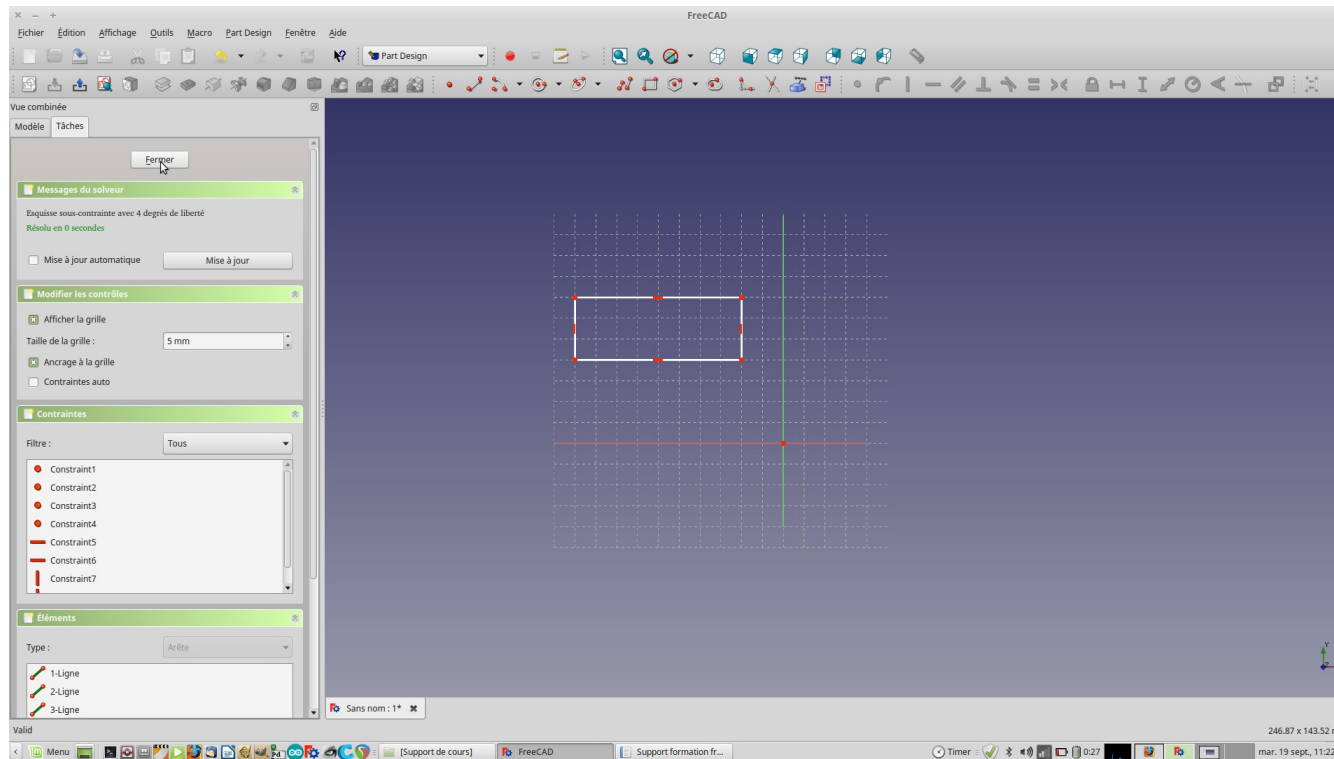 FreeCAD
Fichier Édition Affichage Outils Macro Part Design Fenêtre Aide
Part Design
Vue combinée
Modèle Tâches
Fermer
Messages du solveur
Esquisse sous-contrainte avec 4 degrés de liberté
Résolu en 0 secondes
Mise à jour automatique Mise à jour
Modifier les contrôles
Afficher la grille
Taille de la grille : 5 mm
Ancrage à la grille
Contraintes auto
Contraintes
Filtre : Tous
Constraint1
Constraint2
Constraint3
Constraint4
Constraint5
Constraint6
Constraint7
Éléments
Type : Arête
1-Ligne
2-Ligne
3-Ligne
Y
Sans nom : 1*
Valid
246.87 x 143.52 
Menu [Support de cours] FreeCAD Support formation fr... Timer 0:27 mar. 19 sept., 11:22